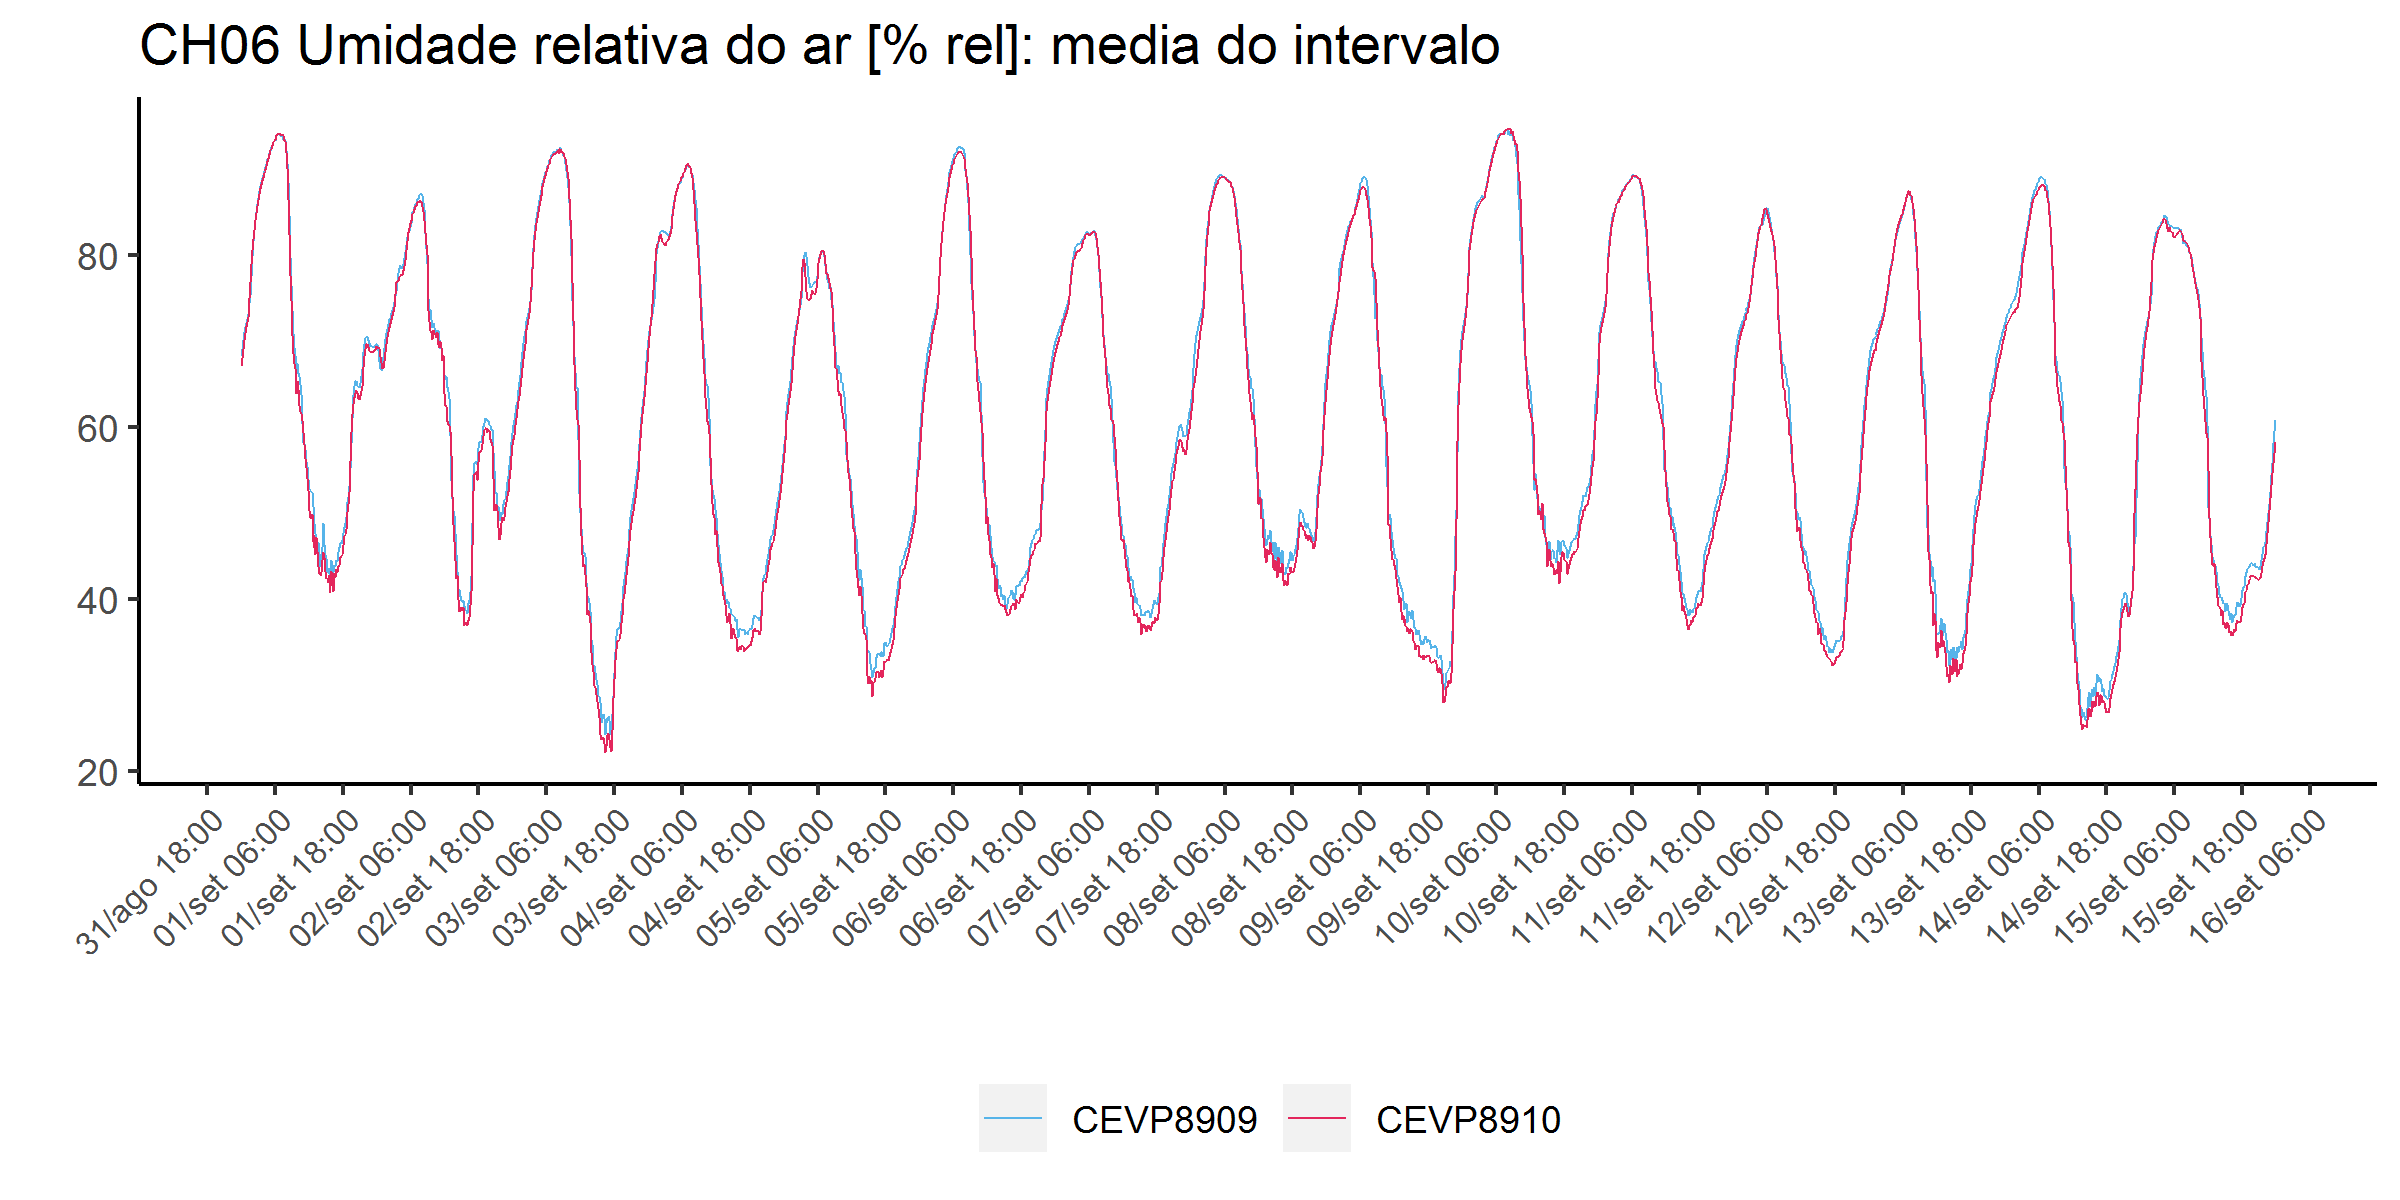 CH06 Umidade relativa do ar [% rel]: media do intervalo
80
60
40
20
31/ago 18:00
01/set 06:00
01/set 18:00
02/set 06:00
02/set 18:00
03/set 06:00
03/set 18:00
04/set 06:00
04/set 18:00
05/set 06:00
05/set 18:00
06/set 06:00
06/set 18:00
07/set 06:00
07/set 18:00
08/set 06:00
08/set 18:00
09/set 06:00
09/set 18:00
10/set 06:00
10/set 18:00
11/set 06:00
11/set 18:00
12/set 06:00
12/set 18:00
13/set 06:00
13/set 18:00
14/set 06:00
14/set 18:00
15/set 06:00
15/set 18:00
16/set 06:00
CEVP8909 CEVP8910